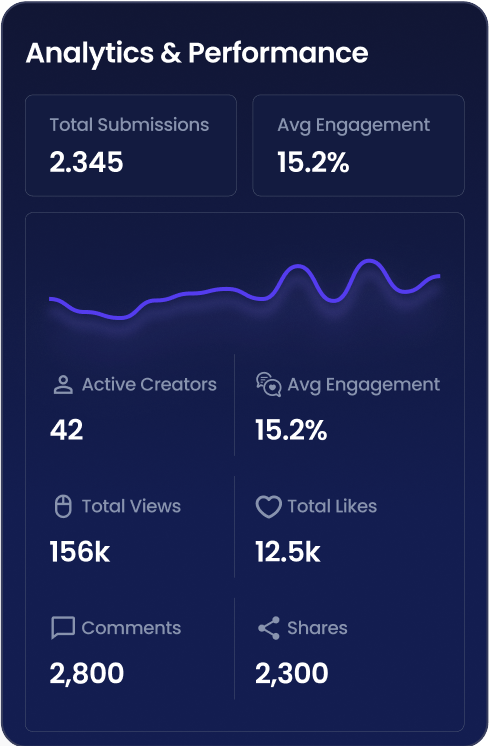 Analytics & Performance
Total Submissions
2.345
Avg Engagement
15.2%
Active Creators
42
Avg Engagement
15.2%
Total Views
156k
Total Likes
12.5k
Comments
2,800
Shares
2,300